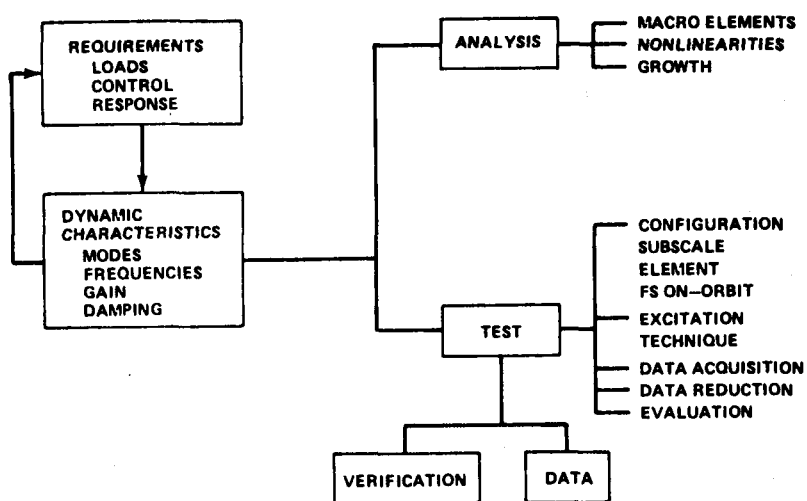 REQUIREMENTS
LOADS
CONTROL
RESPONSE
DYNAMIC
CHARACTERISTICS
MODES
FREQUENCIES
GAIN
DAMPING
ANALYSIS
MACRO ELEMENTS
NONLINEARITIES
GROWTH
TEST
CONFIGURATION
SUBSCALE
ELEMENT
FS ON–ORBIT
EXCITATION
TECHNIQUE
DATA ACQUISITION
DATA REDUCTION
EVALUATION
VERIFICATION
DATA